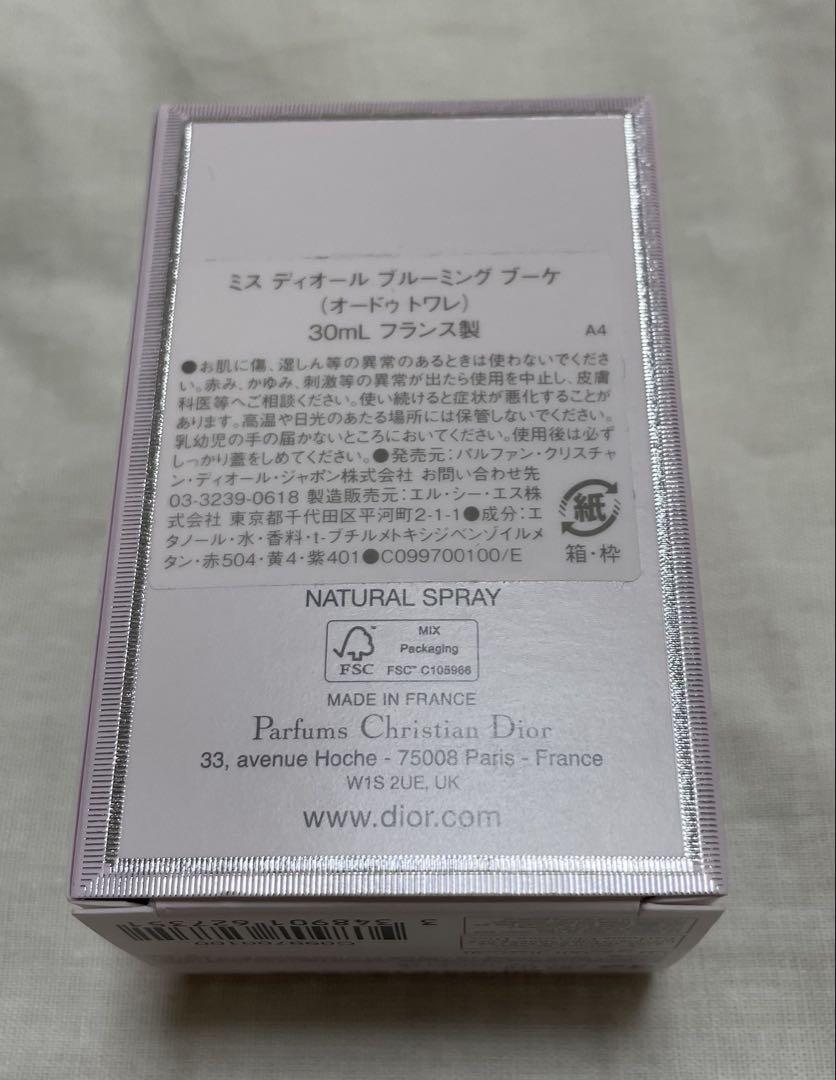 ミス ディオール ブルーミング ブーケ
(オードゥ トワレ)
30mL フランス製
A4
●お肌に傷、湿しん等の異常のあるときは使わないでくださ
い。赤み、かゆみ、刺激等の異常が出たら使用を中止し、皮膚
科医等へご相談ください。使い続けると症状が悪化することが
あります。高温や日光のあたる場所には保管しないでください。
乳幼児の手の届かないところにおいてください。使用後は必ず
しっかり蓋をしめてください。●発売元：パルファン・クリスチャ
ン・ディオール・ジャポン株式会社 お問い合わせ先
03-3239-0618 製造販売元：エル・シー・エス株
式会社 東京都千代田区平河町2-1-1●成分：エ
タノール・水・香料・t-ブチルメトキシジベンゾイルメ
タン・赤504・黄4・紫401●C099700100/E
紙
箱・枠
NATURAL SPRAY
FSC
MIX
Packaging
FSC™ C105966
MADE IN FRANCE
Parfums Christian Dior
33, avenue Hoche - 75008 Paris - France
W1S 2UE, UK
www.dior.com
C099700100